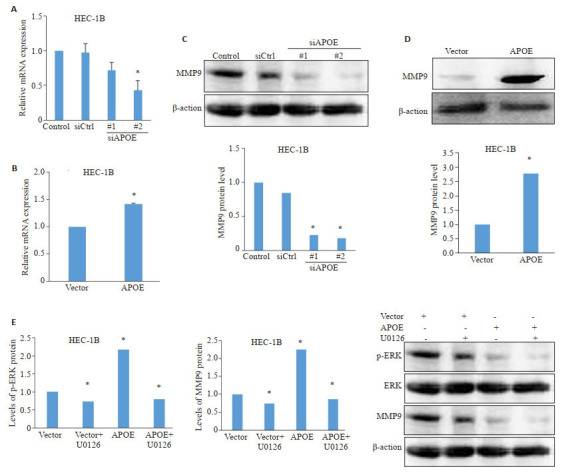 A
HEC-1B
Relative mRNA expression
1.5
1.0
0.5
0
*
Control siCtrl #1 #2
siAPOE
B
HEC-1B
Relative mRNA expression
2.0
1.5
1.0
0.5
0
*
Vector APOE
C
siAPOE
Control siCtrl #1 #2
MMP9
β-action
HEC-1B
MMP9 protein level
1.5
1.0
0.5
0
* *
Control siCtrl #1 #2
siAPOE
D
Vector APOE
MMP9
β-action
HEC-1B
MMP9 protein level
3.5
3.0
2.5
2.0
1.5
1.0
0.5
0
*
Vector APOE
E
HEC-1B
Levels of p-ERK protein
2.5
2.0
1.5
1.0
0.5
0
* * *
Vector Vector+ APOE APOE+
U0126 U0126
HEC-1B
Levels of MMP9 protein
2.5
2.0
1.5
1.0
0.5
0
* * *
Vector Vector+ APOE APOE+
U0126 U0126
Vector + + - -
APOE - - + +
U0126 - + - +
p-ERK
ERK
MMP9
β-action